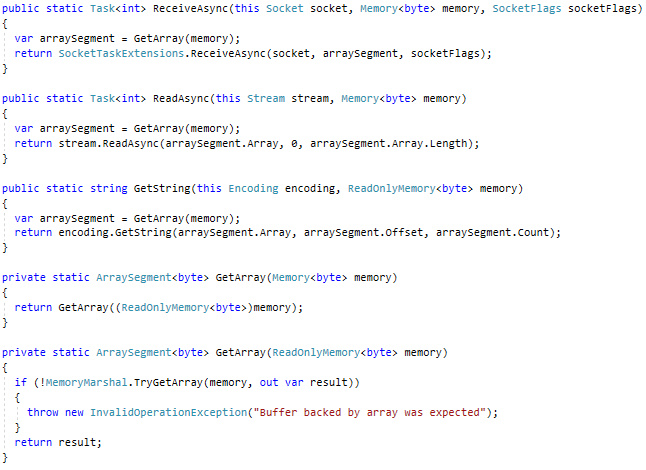 public static Task<int> ReceiveAsync(this Socket socket, Memory<byte> memory, SocketFlags socketFlags)
{
  var arraySegment = GetArray(memory);
  return SocketTaskExtensions.ReceiveAsync(socket, arraySegment, socketFlags);
}

public static Task<int> ReadAsync(this Stream stream, Memory<byte> memory)
{
  var arraySegment = GetArray(memory);
  return stream.ReadAsync(arraySegment.Array, 0, arraySegment.Array.Length);
}

public static string GetString(this Encoding encoding, ReadOnlyMemory<byte> memory)
{
  var arraySegment = GetArray(memory);
  return encoding.GetString(arraySegment.Array, arraySegment.Offset, arraySegment.Count);
}

private static ArraySegment<byte> GetArray(Memory<byte> memory)
{
  return GetArray((ReadOnlyMemory<byte>)memory);
}

private static ArraySegment<byte> GetArray(ReadOnlyMemory<byte> memory)
{
  if (!MemoryMarshal.TryGetArray(memory, out var result))
  {
    throw new InvalidOperationException("Buffer backed by array was expected");
  }
  return result;
}